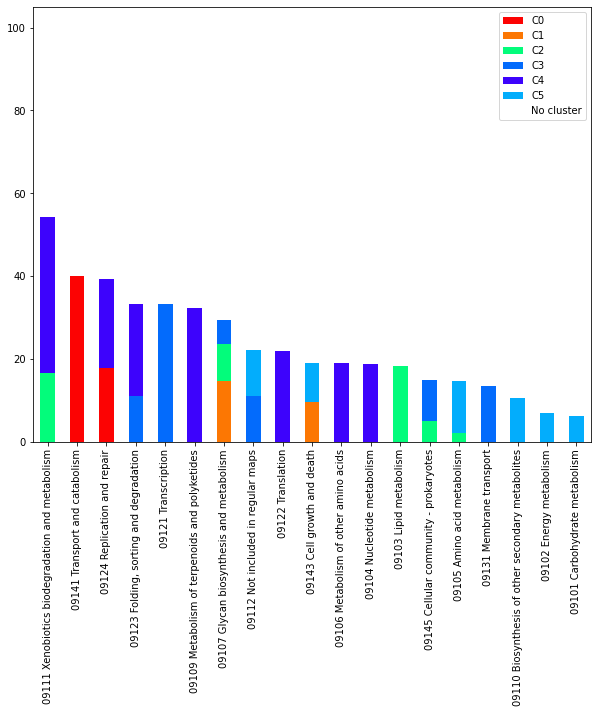 100
80
60
40
20
0
C0
C1
C2
C3
C4
C5
No cluster
09111 Xenobiotics biodegradation and metabolism
09141 Transport and catabolism
09124 Replication and repair
09123 Folding, sorting and degradation
09121 Transcription
09109 Metabolism of terpenoids and polyketides
09107 Glycan biosynthesis and metabolism
09112 Not included in regular maps
09122 Translation
09143 Cell growth and death
09106 Metabolism of other amino acids
09104 Nucleotide metabolism
09103 Lipid metabolism
09145 Cellular community - prokaryotes
09105 Amino acid metabolism
09131 Membrane transport
09110 Biosynthesis of other secondary metabolites
09102 Energy metabolism
09101 Carbohydrate metabolism